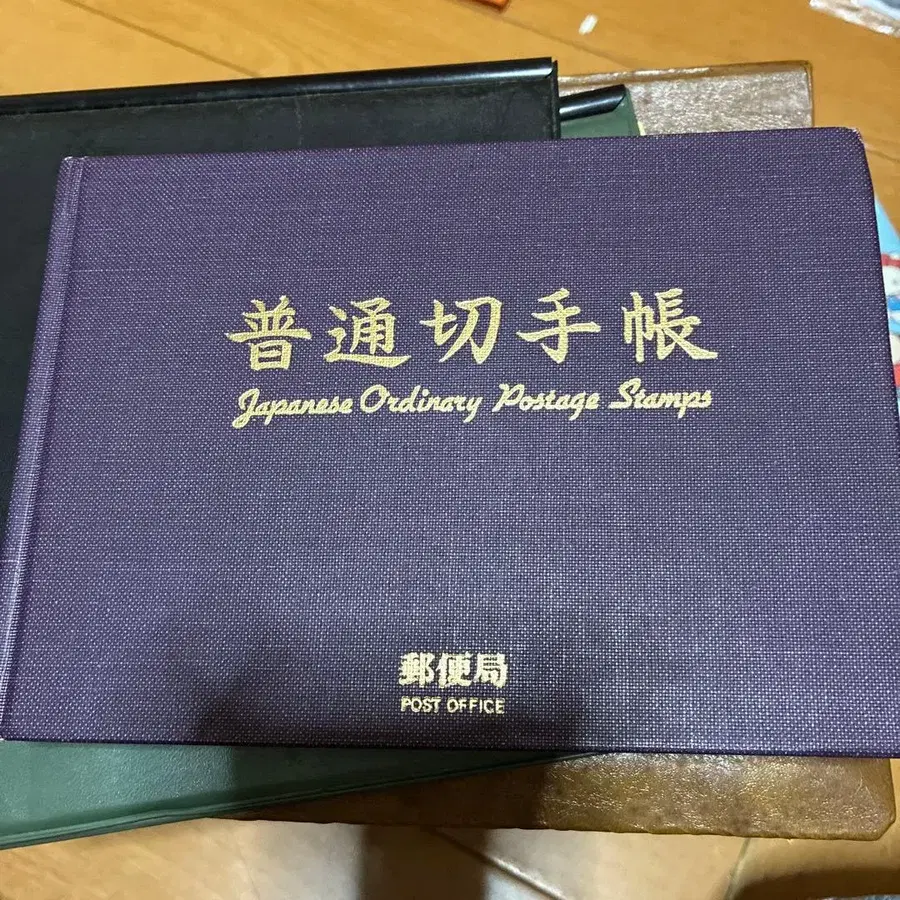 普通切手帳
Japanese Ordinary Postage Stamps
郵便局
POST OFFICE